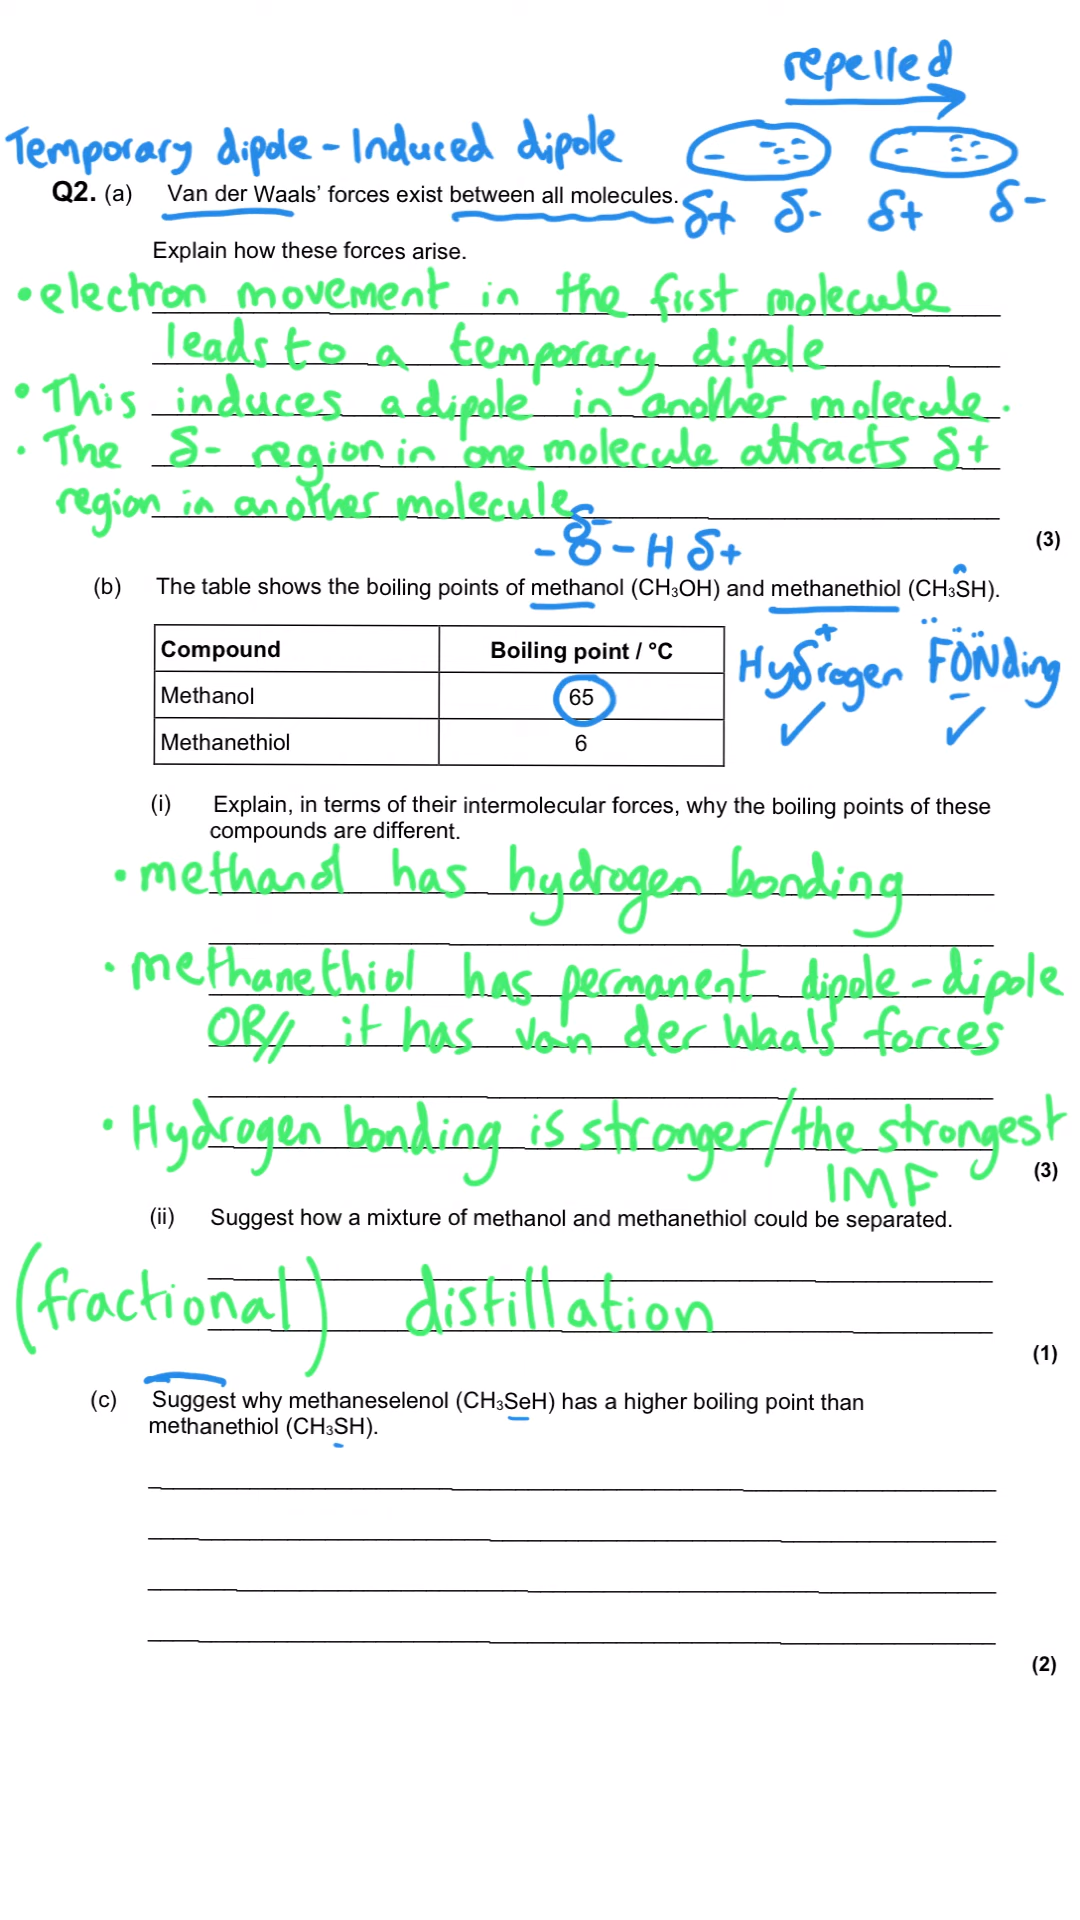 repelled
Temporary dipole - Induced dipole
Q2. (a) Van der Waals' forces exist between all molecules.
δ+ δ- δ+ δ-
Explain how these forces arise.
• electron movement in the first molecule
leads to a temporary dipole
• This induces a dipole in another molecule.
• The δ- region in one molecule attracts δ+
region in another molecule
(3)
δ-
- O - H δ+
(b) The table shows the boiling points of methanol (CH₃OH) and methanethiol (CH₃SH).
Compound Boiling point / °C
Methanol 65
Methanethiol 6
Hydrogen FONding
(i) Explain, in terms of their intermolecular forces, why the boiling points of these
compounds are different.
• methanol has hydrogen bonding
• methanethiol has permanent dipole-dipole
OR// it has van der Waals forces
• Hydrogen bonding is stronger/the strongest
IMF
(3)
(ii) Suggest how a mixture of methanol and methanethiol could be separated.
(fractional) distillation
(1)
(c) Suggest why methaneselenol (CH₃SeH) has a higher boiling point than
methanethiol (CH₃SH).
(2)